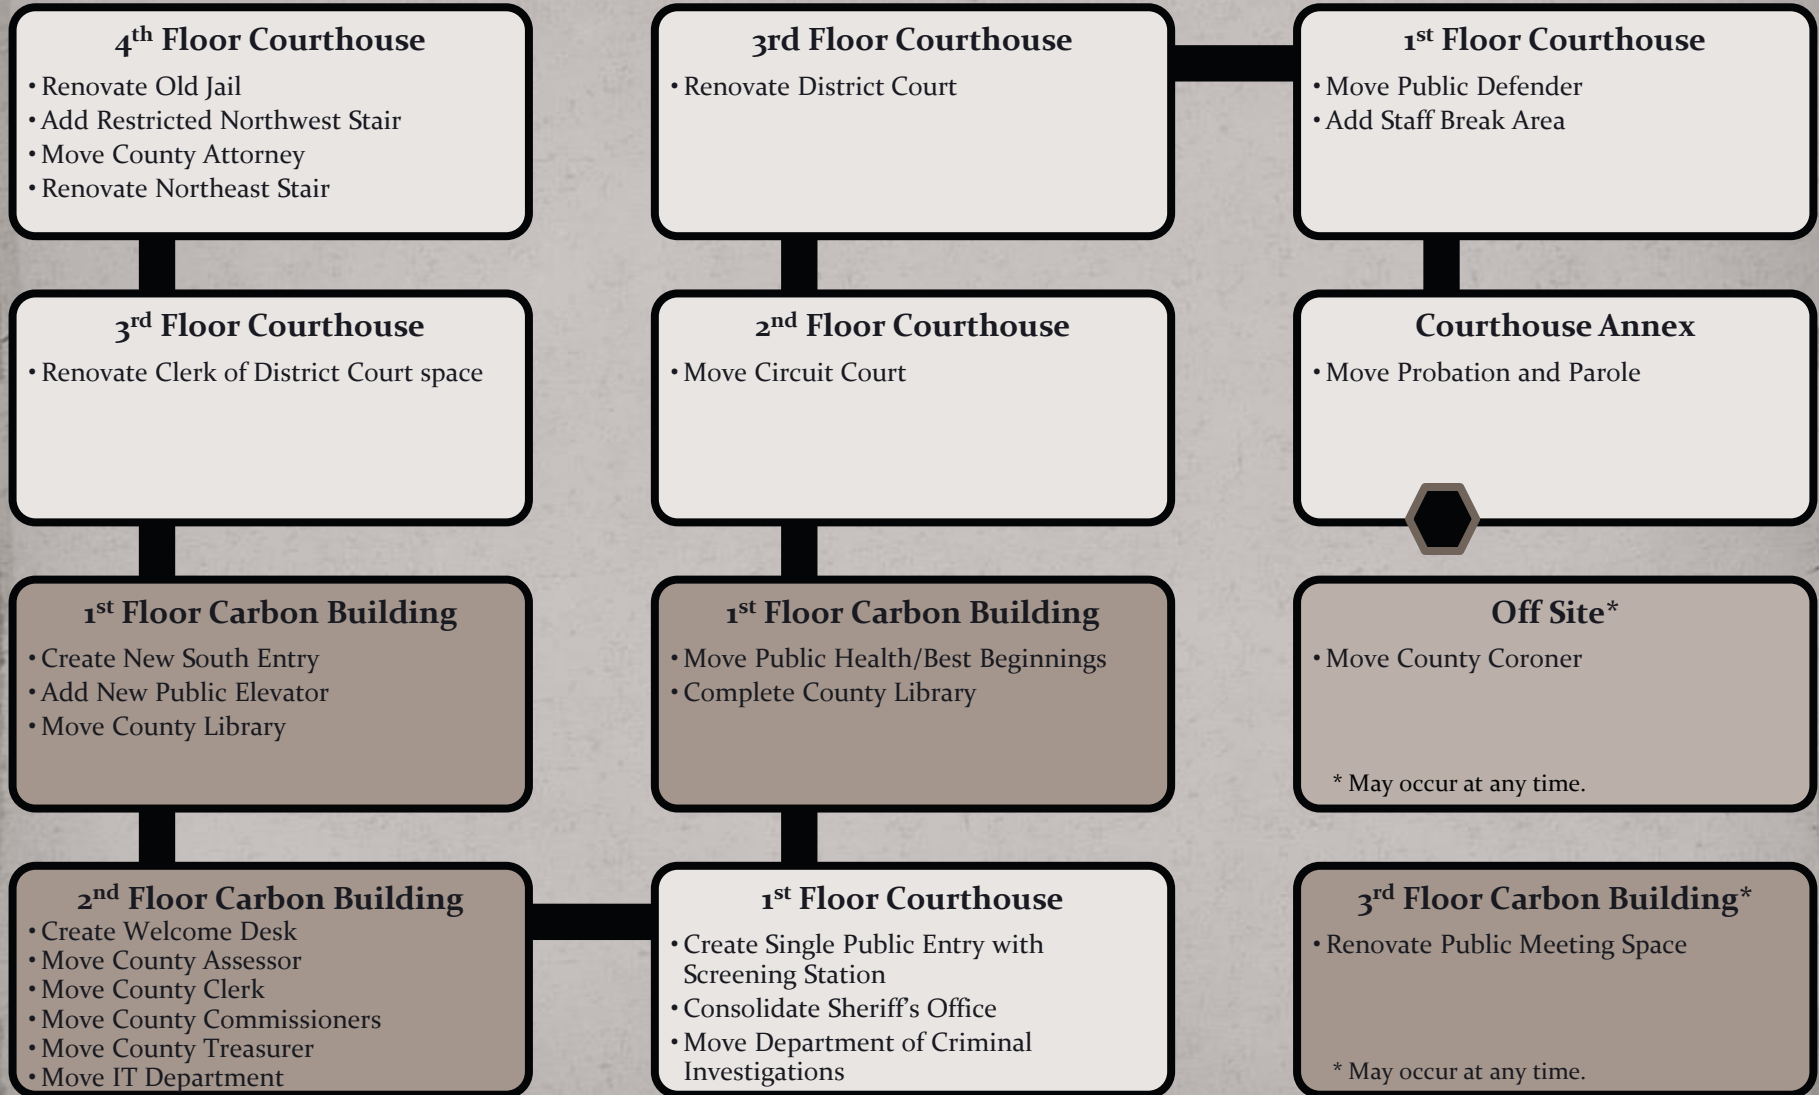 4th Floor Courthouse
• Renovate Old Jail
• Add Restricted Northwest Stair
• Move County Attorney
• Renovate Northeast Stair
3rd Floor Courthouse
• Renovate Clerk of District Court space
1st Floor Carbon Building
• Create New South Entry
• Add New Public Elevator
• Move County Library
2nd Floor Carbon Building
• Create Welcome Desk
• Move County Assessor
• Move County Clerk
• Move County Commissioners
• Move County Treasurer
• Move IT Department
1st Floor Courthouse
• Create Single Public Entry with
Screening Station
• Consolidate Sheriff's Office
• Move Department of Criminal
Investigations
1st Floor Carbon Building
• Move Public Health/Best Beginnings
• Complete County Library
2nd Floor Courthouse
• Move Circuit Court
3rd Floor Courthouse
• Renovate District Court
1st Floor Courthouse
• Move Public Defender
• Add Staff Break Area
Courthouse Annex
• Move Probation and Parole
Off Site*
• Move County Coroner
* May occur at any time.
3rd Floor Carbon Building*
• Renovate Public Meeting Space
* May occur at any time.